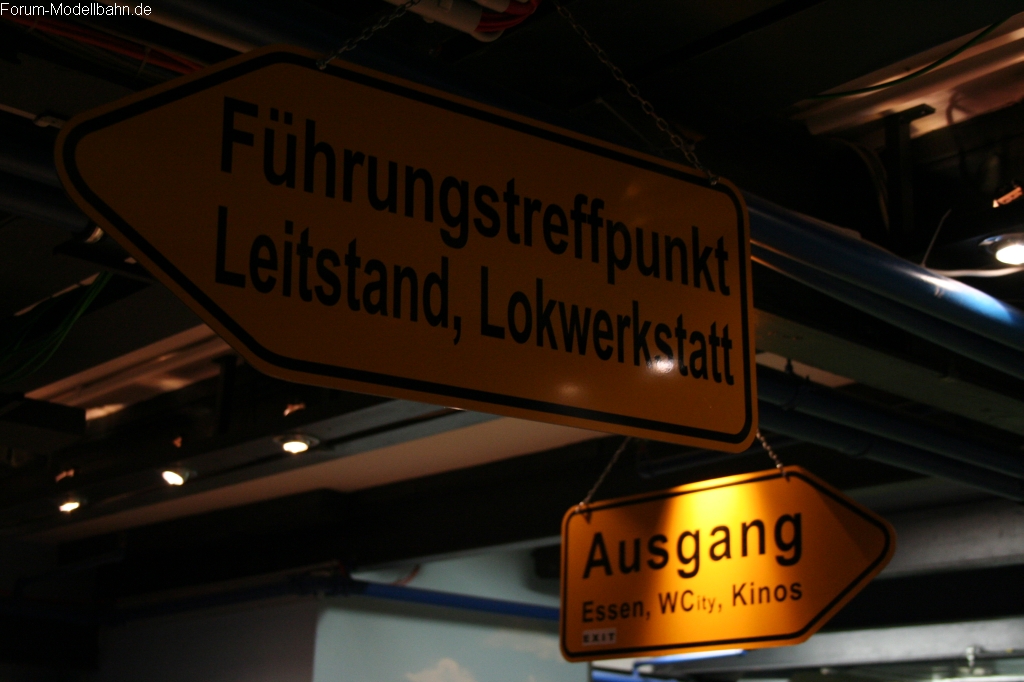 Forum-Modellbahn.de
Führungstreffpunkt
Leitstand, Lokwerkstatt
Ausgang
Essen, WCity, Kinos
EXIT